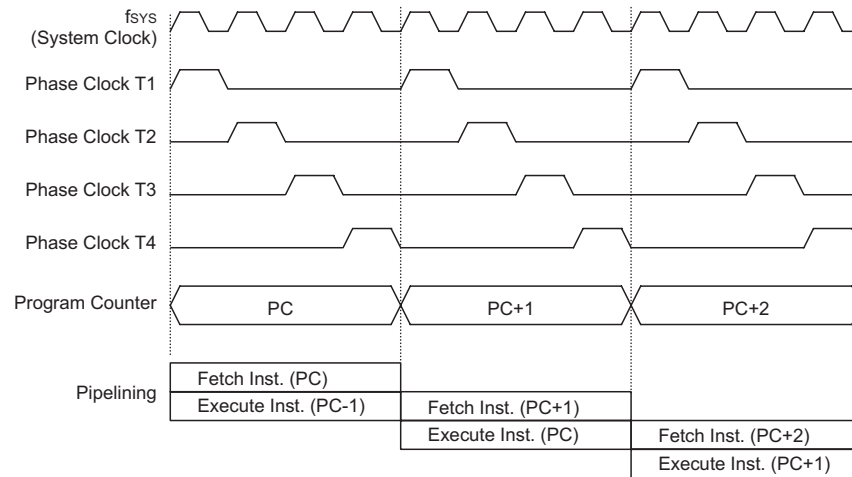 fSYS
(System Clock)
Phase Clock T1
Phase Clock T2
Phase Clock T3
Phase Clock T4
Program Counter
PC
PC+1
PC+2
Pipelining
Fetch Inst. (PC)
Execute Inst. (PC-1)
Fetch Inst. (PC+1)
Execute Inst. (PC)
Fetch Inst. (PC+2)
Execute Inst. (PC+1)